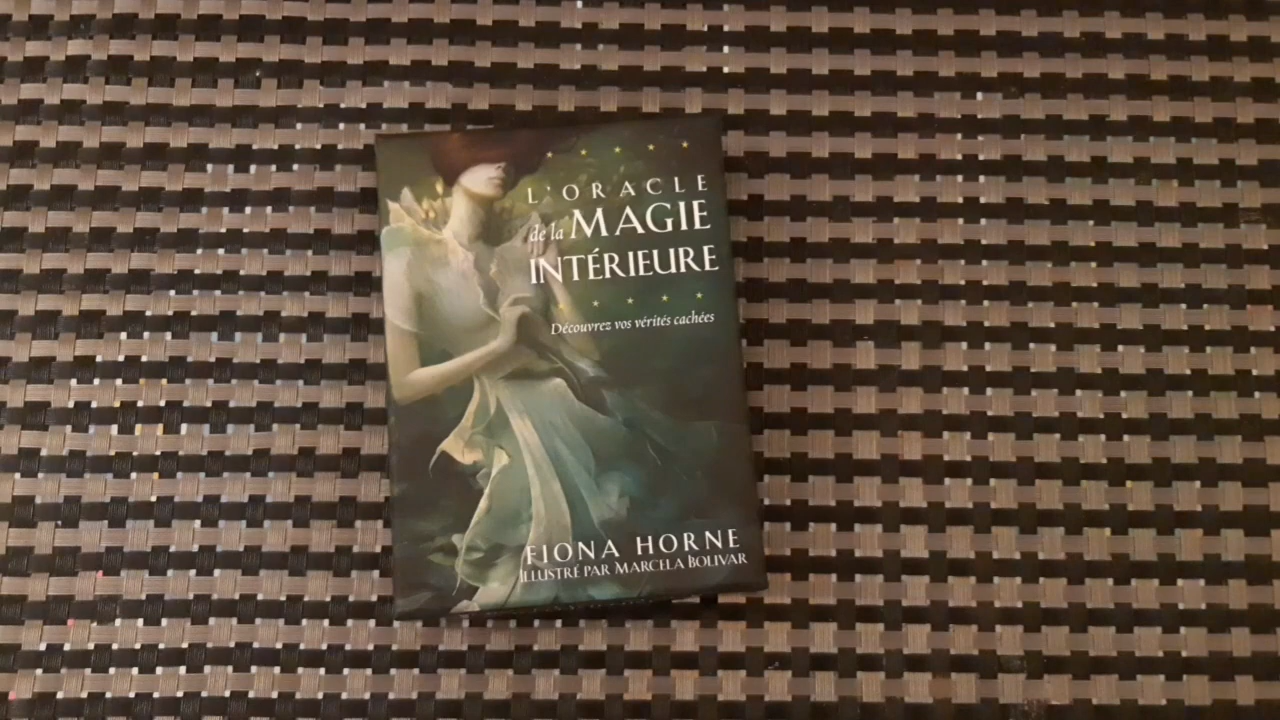 L'ORACLE
de la MAGIE
INTÉRIEURE
Découvrez vos vérités cachées
FIONA HORNE
ILLUSTRÉ PAR MARCELA BOLIVAR